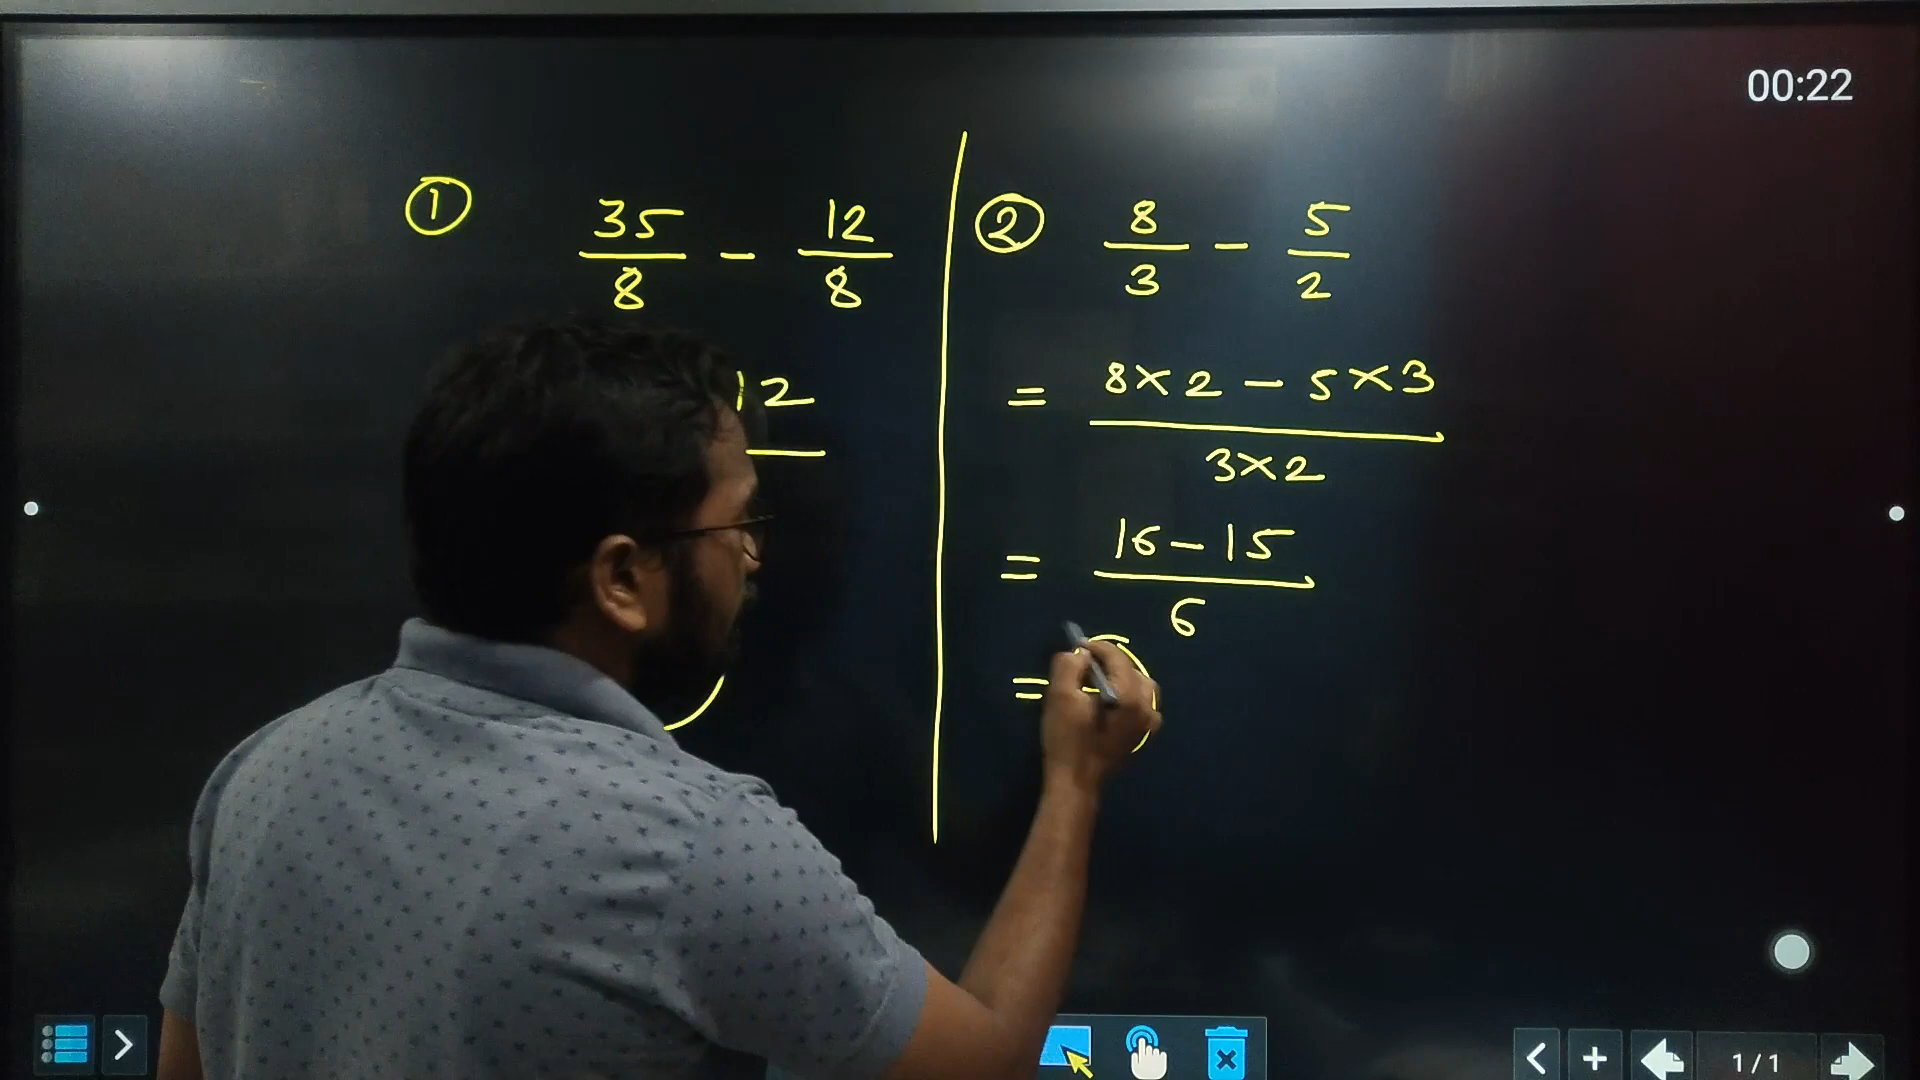 00:22
① 35/8 - 12/8
12
② 8/3 - 5/2
= (8×2 - 5×3)/(3×2)
= (16-15)/6
=
1/1